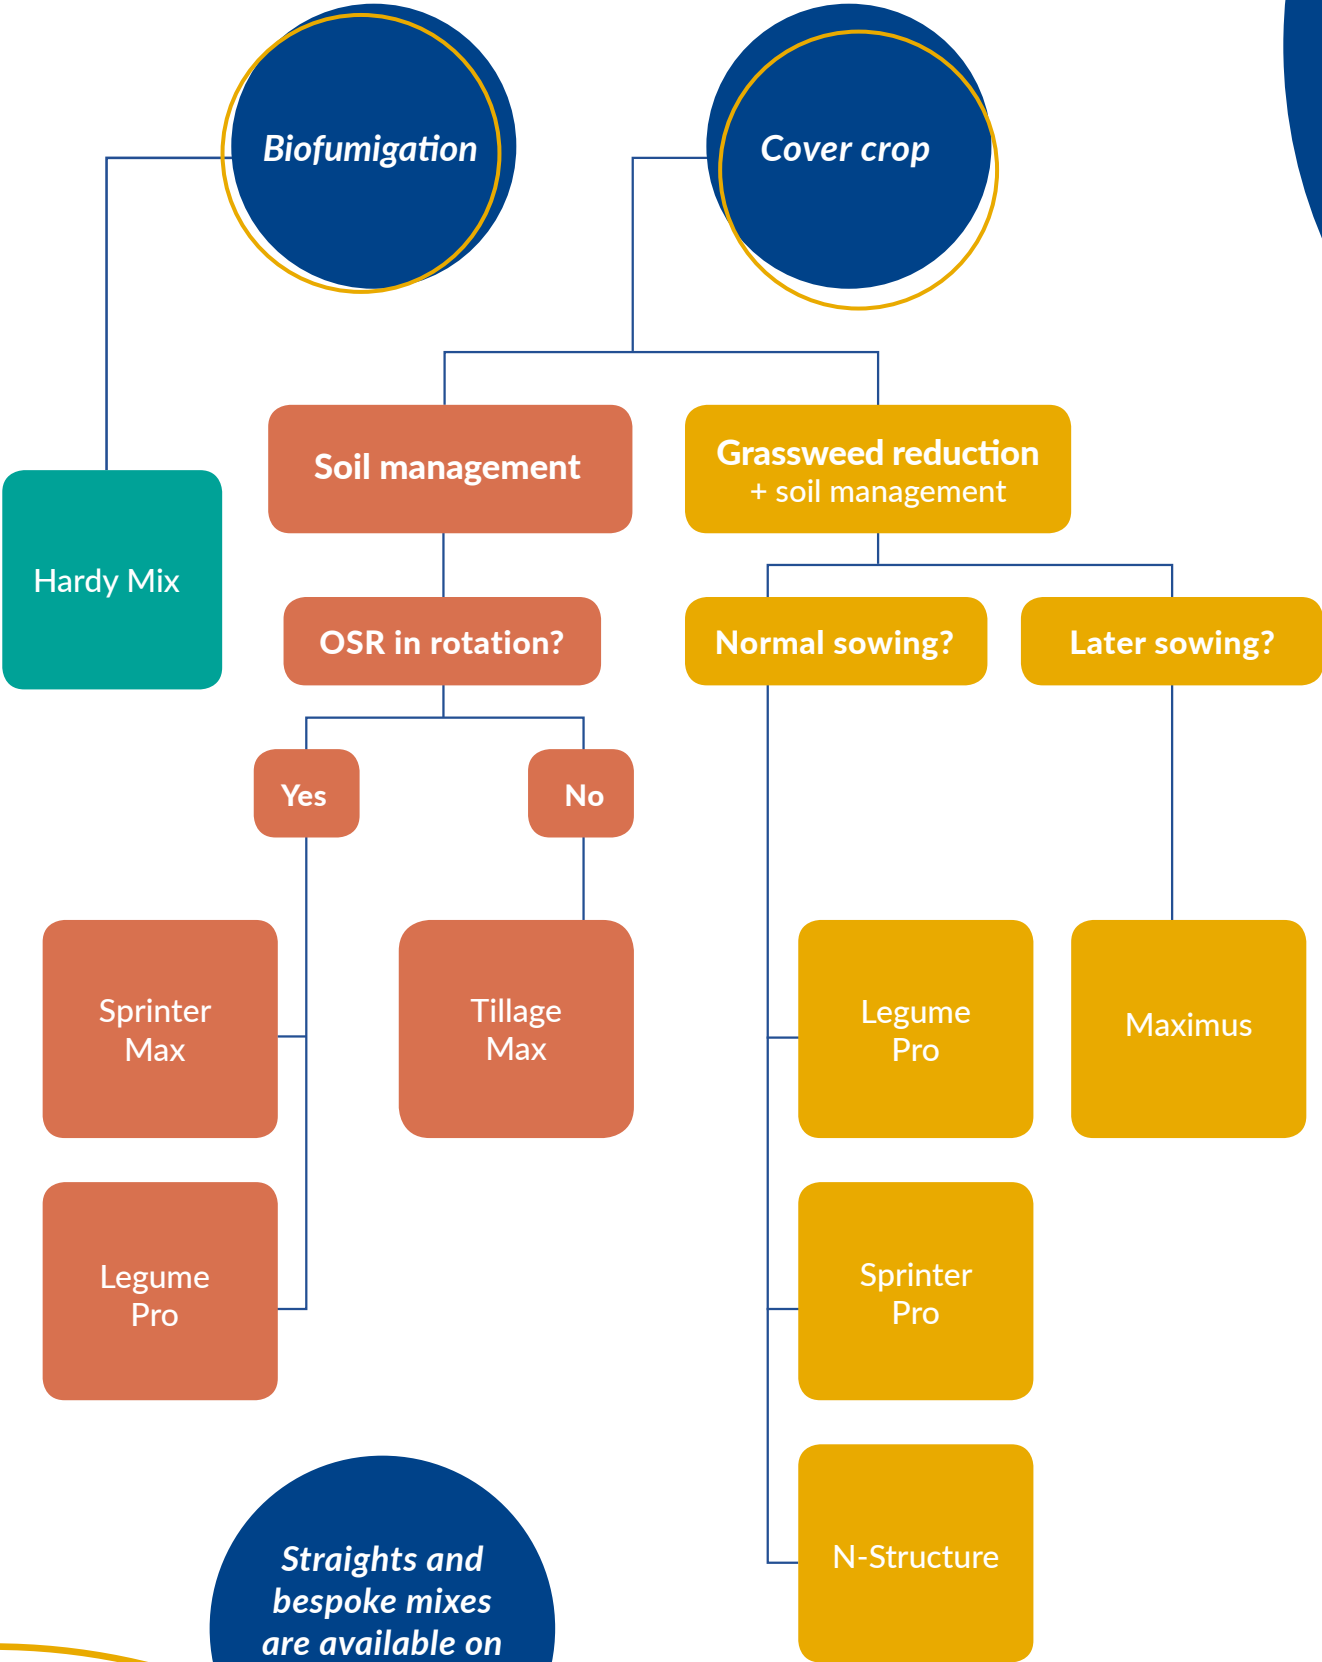 Biofumigation
Cover crop
Soil management
Grassweed reduction
+ soil management
Hardy Mix
OSR in rotation?
Normal sowing?
Later sowing?
Yes
No
Sprinter
Max
Tillage
Max
Legume
Pro
Maximus
Legume
Pro
Sprinter
Pro
N-Structure
Straights and
bespoke mixes
are available on